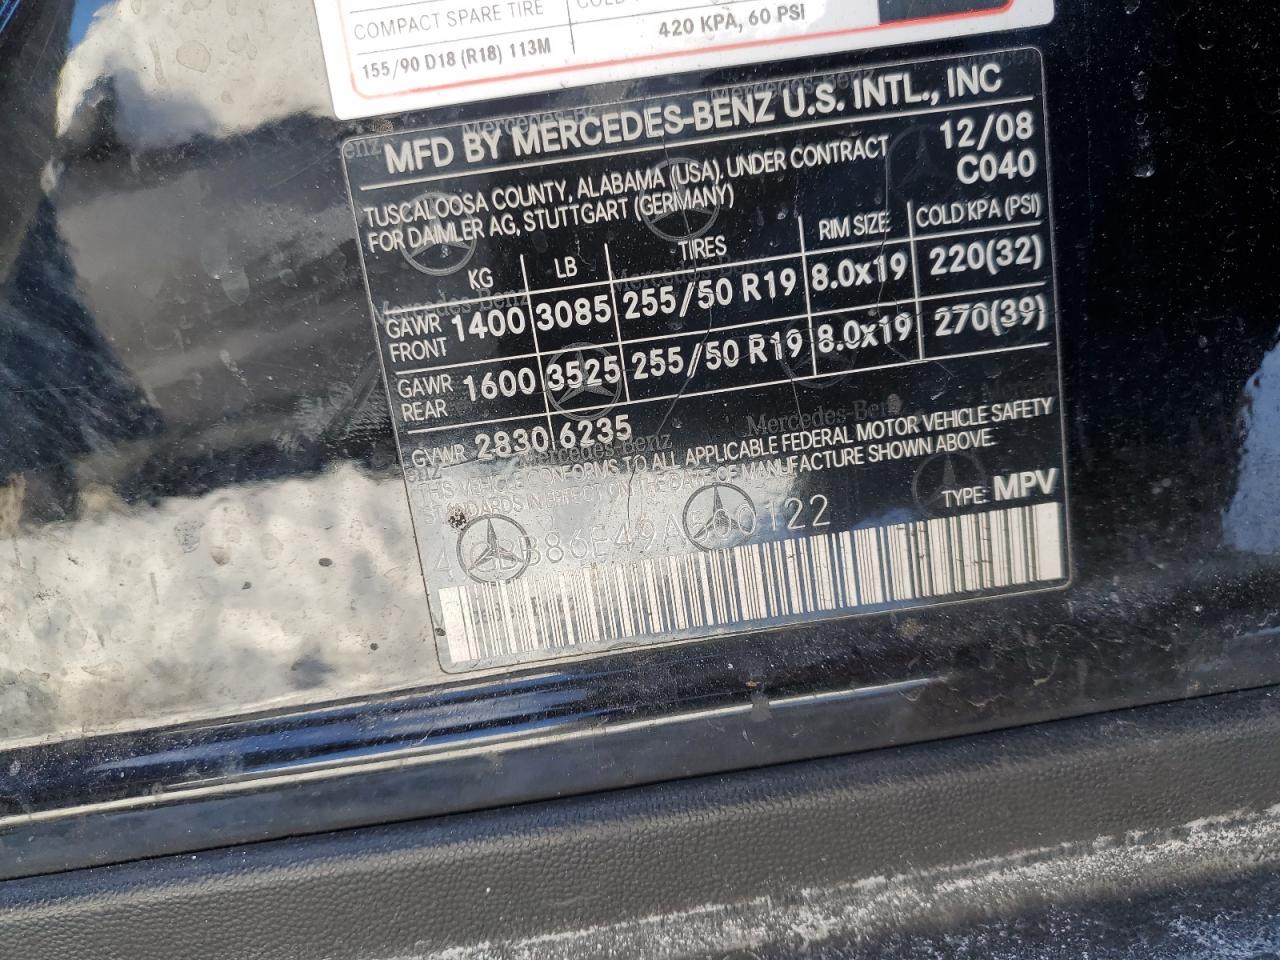 COMPACT SPARE TIRE
155/90 D18 (R18) 113M
420 KPA, 60 PSI
MFD BY MERCEDES-BENZ U.S. INTL., INC
TUSCALOOSA COUNTY, ALABAMA (USA). UNDER CONTRACT 12/08
FOR DAIMLER AG, STUTTGART (GERMANY) C040
KG LB TIRES RIM SIZE COLD KPA (PSI)
GAWR FRONT 1400 3085 255/50 R19 8.0x19 220(32)
GAWR REAR 1600 3525 255/50 R19 8.0x19 270(39)
GVWR 2830 6235
THIS VEHICLE CONFORMS TO ALL APPLICABLE FEDERAL MOTOR VEHICLE SAFETY
STANDARDS IN EFFECT ON THE DATE OF MANUFACTURE SHOWN ABOVE.
TYPE: MPV